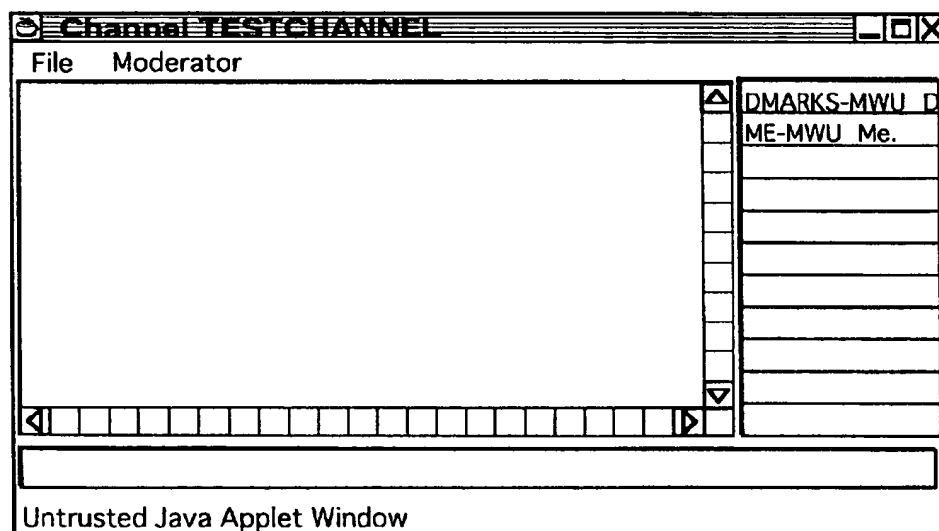 Channel TESTCHANNEL
File Moderator
DMARKS-MWU D
ME-MWU Me.
Untrusted Java Applet Window